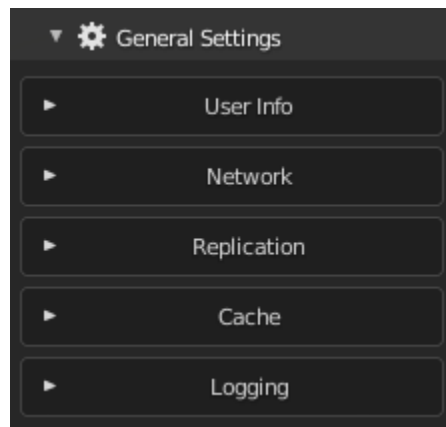 General Settings
User Info
Network
Replication
Cache
Logging